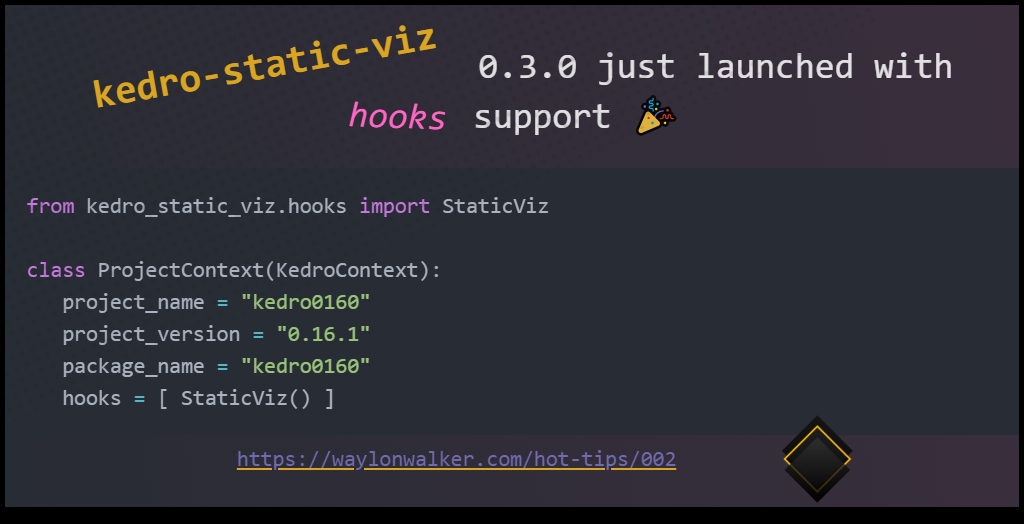 kedro-static-viz 0.3.0 just launched with
hooks support 🎉
from kedro_static_viz.hooks import StaticViz
class ProjectContext(KedroContext):
project_name = "kedro0160"
project_version = "0.16.1"
package_name = "kedro0160"
hooks = [ StaticViz() ]
https://waylonwalker.com/hot-tips/002